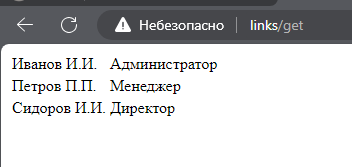 Небезопасно links/get
Иванов И.И. Администратор
Петров П.П. Менеджер
Сидоров И.И. Директор